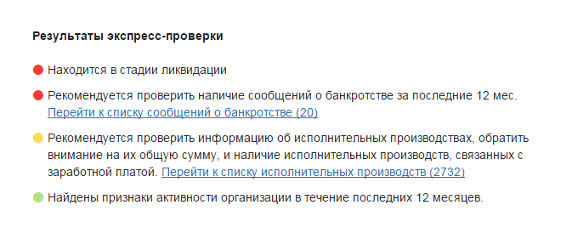 Результаты экспресс-проверки
Находится в стадии ликвидации
Рекомендуется проверить наличие сообщений о банкротстве за последние 12 мес.
Перейти к списку сообщений о банкротстве (20)
Рекомендуется проверить информацию об исполнительных производствах, обратить
внимание на их общую сумму, и наличие исполнительных производств, связанных с
заработной платой. Перейти к списку исполнительных производств (2732)
Найдены признаки активности организации в течение последних 12 месяцев.